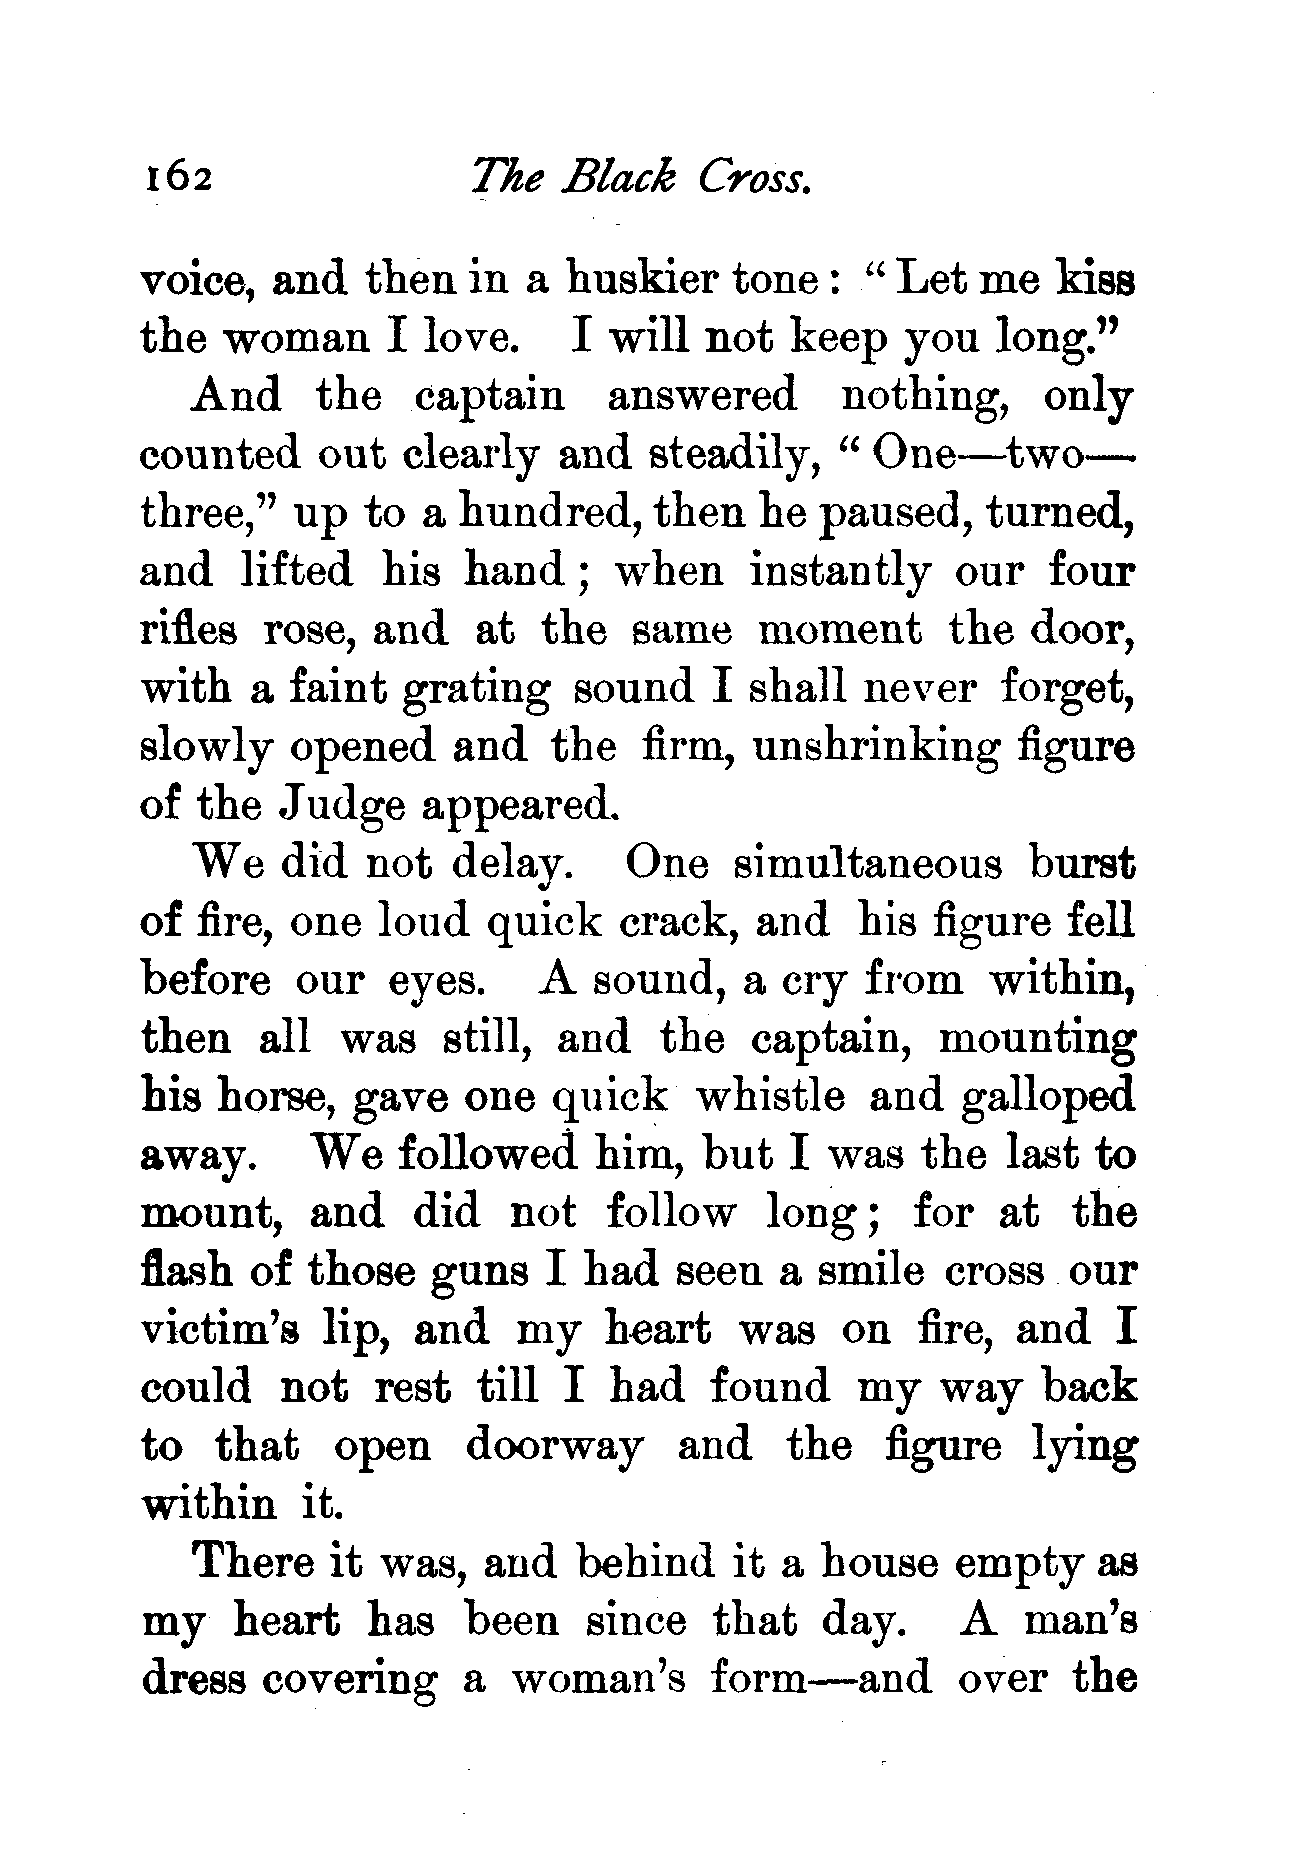 162 The Black Cross.
voice, and then in a huskier tone: “Let me kiss
the woman I love. I will not keep you long.”
And the captain answered nothing, only
counted out clearly and steadily, “One—two—
three,” up to a hundred, then he paused, turned,
and lifted his hand; when instantly our four
rifles rose, and at the same moment the door,
with a faint grating sound I shall never forget,
slowly opened and the firm, unshrinking figure
of the Judge appeared.
We did not delay. One simultaneous burst
of fire, one loud quick crack, and his figure fell
before our eyes. A sound, a cry from within,
then all was still, and the captain, mounting
his horse, gave one quick whistle and galloped
away. We followed him, but I was the last to
mount, and did not follow long; for at the
flash of those guns I had seen a smile cross our
victim’s lip, and my heart was on fire, and I
could not rest till I had found my way back
to that open doorway and the figure lying
within it.
There it was, and behind it a house empty as
my heart has been since that day. A man’s
dress covering a woman’s form—and over the